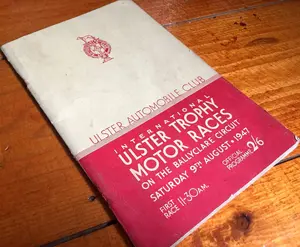 ULSTER AUTOMOBILE CLUB
INTERNATIONAL
ULSTER TROPHY
MOTOR RACES
ON THE BALLYCLARE CIRCUIT
SATURDAY 9TH AUGUST • 1947
FIRST
RACE 11-30 A.M.
OFFICIAL
PROGRAMME 2/6